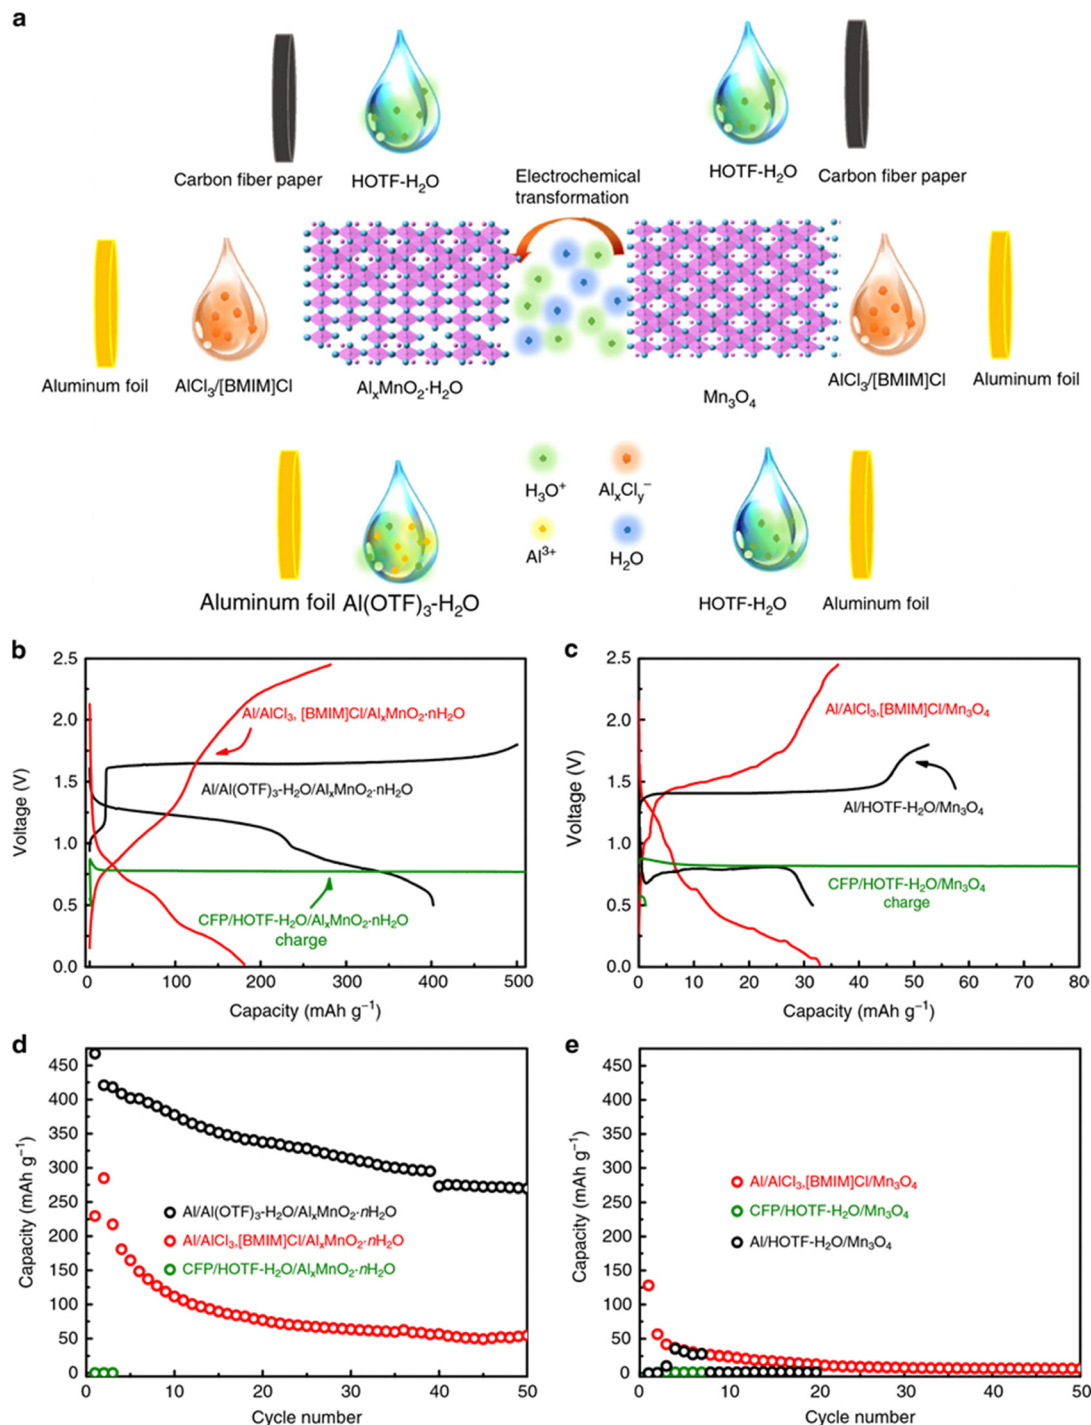 a
Carbon fiber paper
HOTF-H₂O
Electrochemical
transformation
HOTF-H₂O
Carbon fiber paper
Aluminum foil
AlCl₃/[BMIM]Cl
AlₓMnO₂·H₂O
Mn₃O₄
AlCl₃/[BMIM]Cl
Aluminum foil
H₃O⁺
AlₓClᵧ⁻
Al³⁺
H₂O
Aluminum foil
Al(OTF)₃-H₂O
HOTF-H₂O
Aluminum foil
b
2.5
2.0
1.5
1.0
0.5
0.0
Voltage (V)
Al/AlCl₃, [BMIM]Cl/AlₓMnO₂·nH₂O
Al/Al(OTF)₃-H₂O/AlₓMnO₂·nH₂O
CFP/HOTF-H₂O/AlₓMnO₂·nH₂O
charge
0 100 200 300 400 500
Capacity (mAh g⁻¹)
c
2.5
2.0
1.5
1.0
0.5
0.0
Voltage (V)
Al/AlCl₃,[BMIM]Cl/Mn₃O₄
Al/HOTF-H₂O/Mn₃O₄
CFP/HOTF-H₂O/Mn₃O₄
charge
0 10 20 30 40 50 60 70 80
Capacity (mAh g⁻¹)
d
450
400
350
300
250
200
150
100
50
0
Capacity (mAh g⁻¹)
Al/Al(OTF)₃-H₂O/AlₓMnO₂·nH₂O
Al/AlCl₃,[BMIM]Cl/AlₓMnO₂·nH₂O
CFP/HOTF-H₂O/AlₓMnO₂·nH₂O
0 10 20 30 40 50
Cycle number
e
450
400
350
300
250
200
150
100
50
0
Capacity (mAh g⁻¹)
Al/AlCl₃,[BMIM]Cl/Mn₃O₄
CFP/HOTF-H₂O/Mn₃O₄
Al/HOTF-H₂O/Mn₃O₄
0 10 20 30 40 50
Cycle number